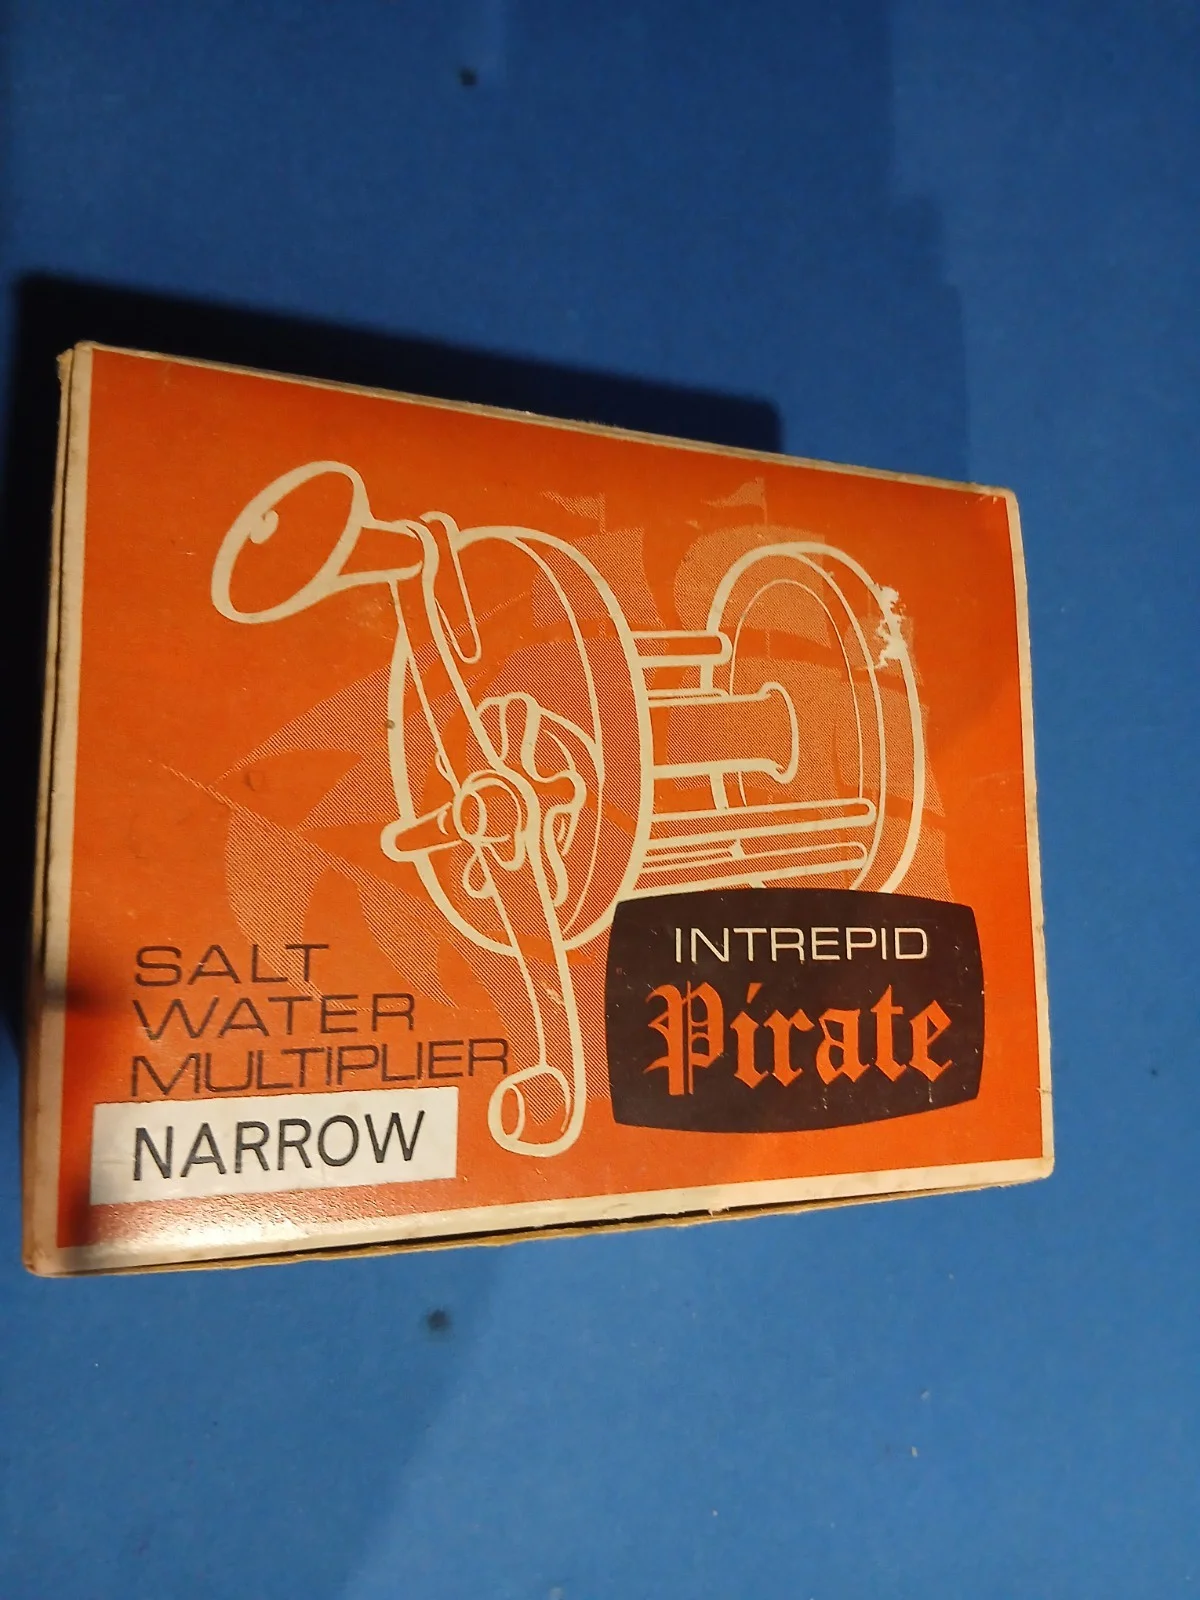 SALT
WATER
MULTIPLIER
NARROW
INTREPID
Pirate